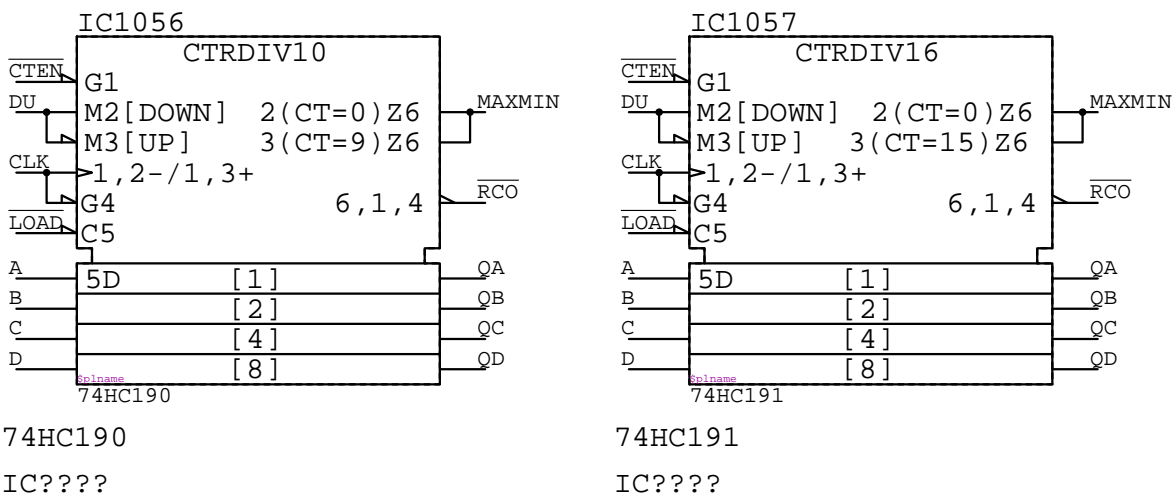 IC1056
CTRDIV10
CTEN
G1
DU
M2[DOWN] 2(CT=0)Z6
MAXMIN
M3[UP] 3(CT=9)Z6
CLK
1,2-/1,3+
G4
6,1,4
RCO
LOAD
C5
A
5D [1]
QA
B
[2]
QB
C
[4]
QC
D
[8]
QD
$plname
74HC190
74HC190
IC????
IC1057
CTRDIV16
CTEN
G1
DU
M2[DOWN] 2(CT=0)Z6
MAXMIN
M3[UP] 3(CT=15)Z6
CLK
1,2-/1,3+
G4
6,1,4
RCO
LOAD
C5
A
5D [1]
QA
B
[2]
QB
C
[4]
QC
D
[8]
QD
$plname
74HC191
74HC191
IC????